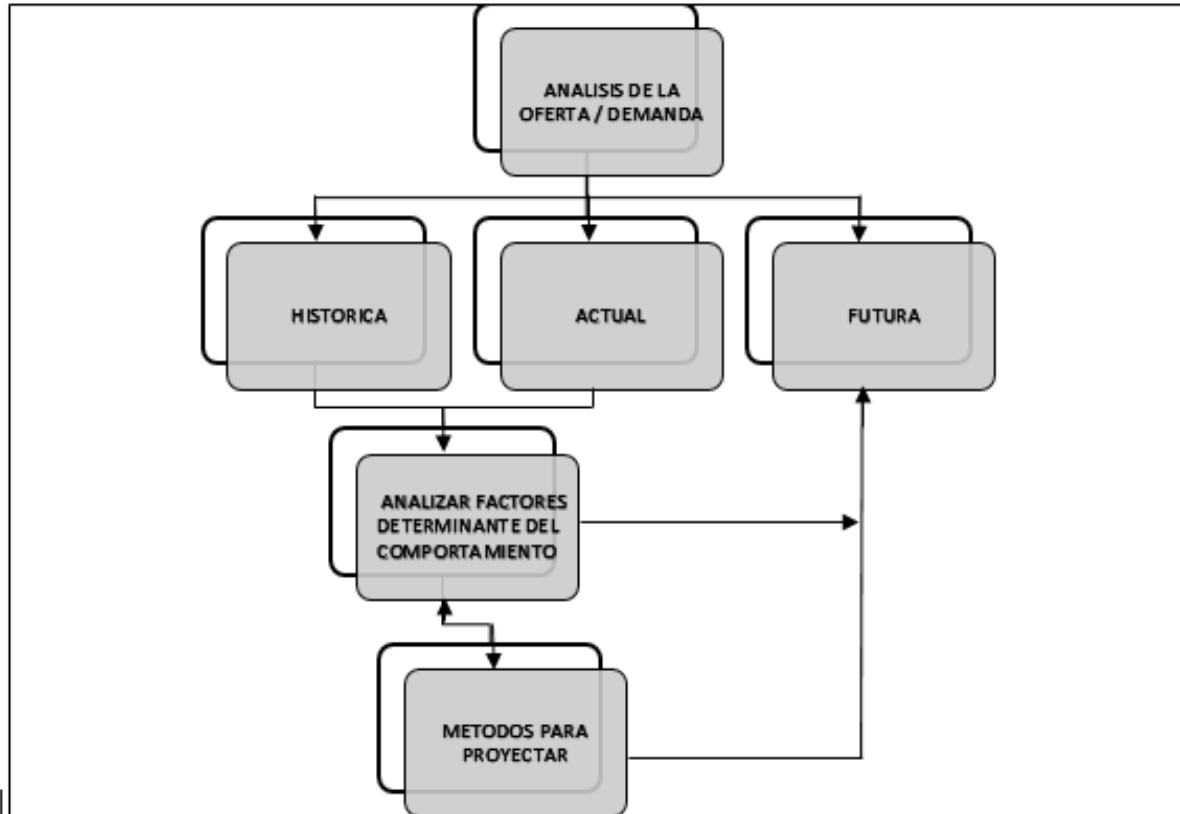 ANALISIS DE LA
OFERTA / DEMANDA
HISTORICA
ACTUAL
FUTURA
ANALIZAR FACTORES
DETERMINANTE DEL
COMPORTAMIENTO
METODOS PARA
PROYECTAR